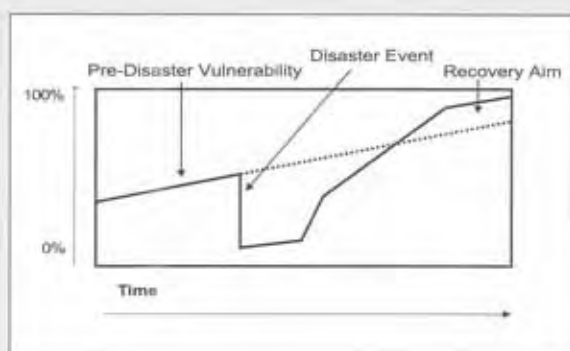 Disaster Event
Pre-Disaster Vulnerability
Recovery Aim
100%
0%
Time